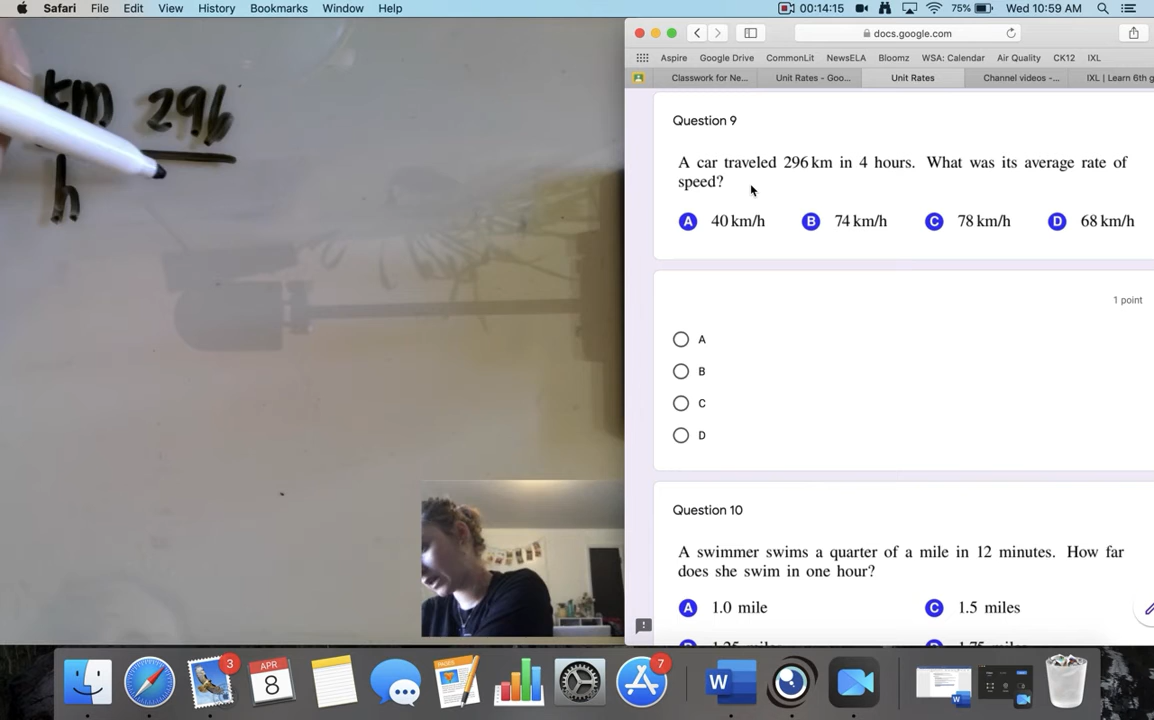 Safari File Edit View History Bookmarks Window Help 00:14:15 75% Wed 10:59 AM
docs.google.com
Aspire Google Drive CommonLit NewsELA Bloomz WSA: Calendar Air Quality CK12 IXL
Classwork for Ne... Unit Rates - Goo... Unit Rates Channel videos -... IXL | Learn 6th g
km 296
h
Question 9
A car traveled 296 km in 4 hours. What was its average rate of
speed?
A 40 km/h B 74 km/h C 78 km/h D 68 km/h
1 point
A
B
C
D
Question 10
A swimmer swims a quarter of a mile in 12 minutes. How far
does she swim in one hour?
A 1.0 mile C 1.5 miles
3 APR 8 PAGES 7 W